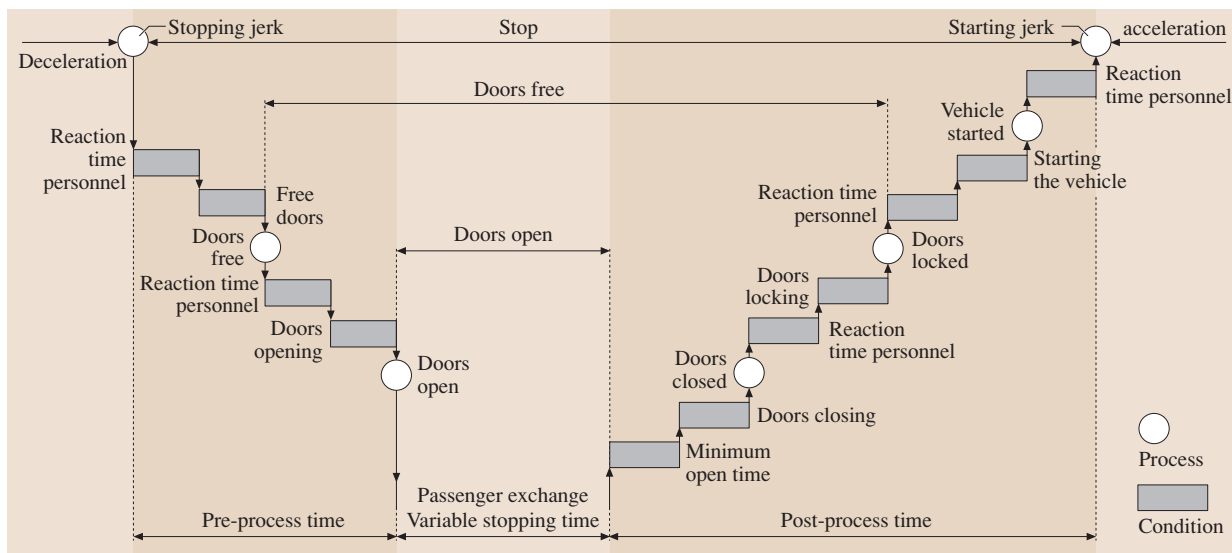 Stopping jerk
Stop
Starting jerk
acceleration
Deceleration
Reaction
time personnel
Doors free
Vehicle
started
Reaction
time
personnel
Starting
the vehicle
Free
doors
Reaction time
personnel
Doors
free
Doors open
Doors
locked
Reaction time
personnel
Doors
locking
Doors
opening
Reaction
time personnel
Doors
open
Doors
closed
Doors closing
Minimum
open time
Process
Passenger exchange
Variable stopping time
Pre-process time
Post-process time
Condition